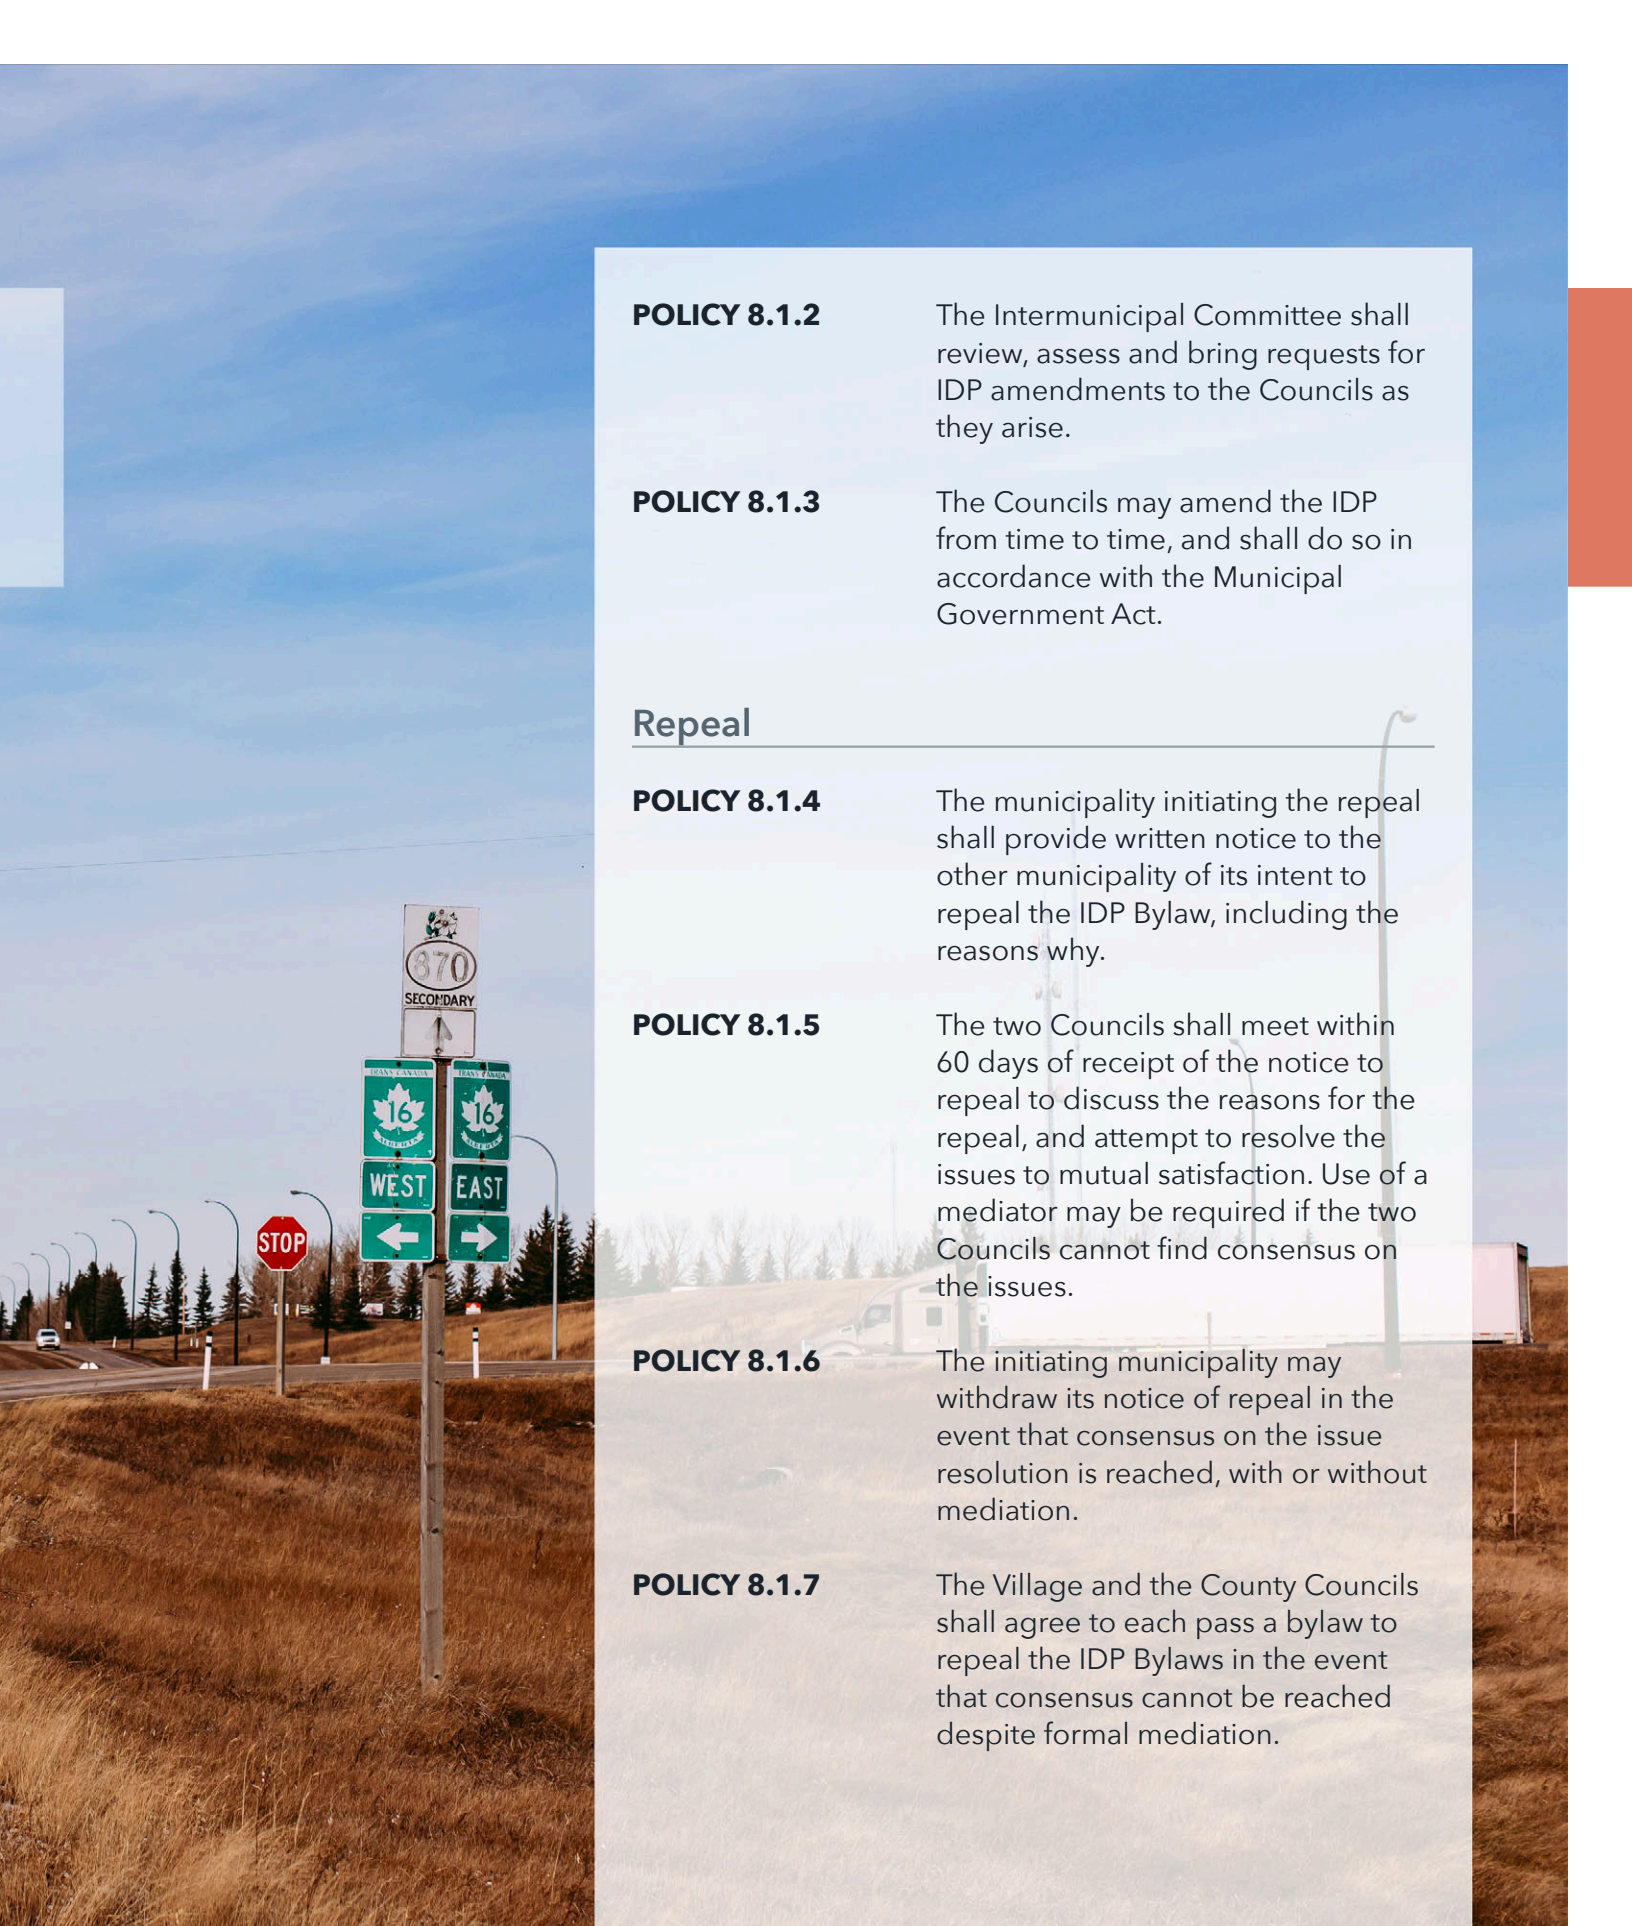 POLICY 8.1.2
The Intermunicipal Committee shall
review, assess and bring requests for
IDP amendments to the Councils as
they arise.
POLICY 8.1.3
The Councils may amend the IDP
from time to time, and shall do so in
accordance with the Municipal
Government Act.
Repeal
POLICY 8.1.4
The municipality initiating the repeal
shall provide written notice to the
other municipality of its intent to
repeal the IDP Bylaw, including the
reasons why.
POLICY 8.1.5
The two Councils shall meet within
60 days of receipt of the notice to
repeal to discuss the reasons for the
repeal, and attempt to resolve the
issues to mutual satisfaction. Use of a
mediator may be required if the two
Councils cannot find consensus on
the issues.
POLICY 8.1.6
The initiating municipality may
withdraw its notice of repeal in the
event that consensus on the issue
resolution is reached, with or without
mediation.
POLICY 8.1.7
The Village and the County Councils
shall agree to each pass a bylaw to
repeal the IDP Bylaws in the event
that consensus cannot be reached
despite formal mediation.
870
SECONDARY
TRANS CANADA
16
ALBERTA
WEST
TRANS CANADA
16
ALBERTA
EAST
STOP